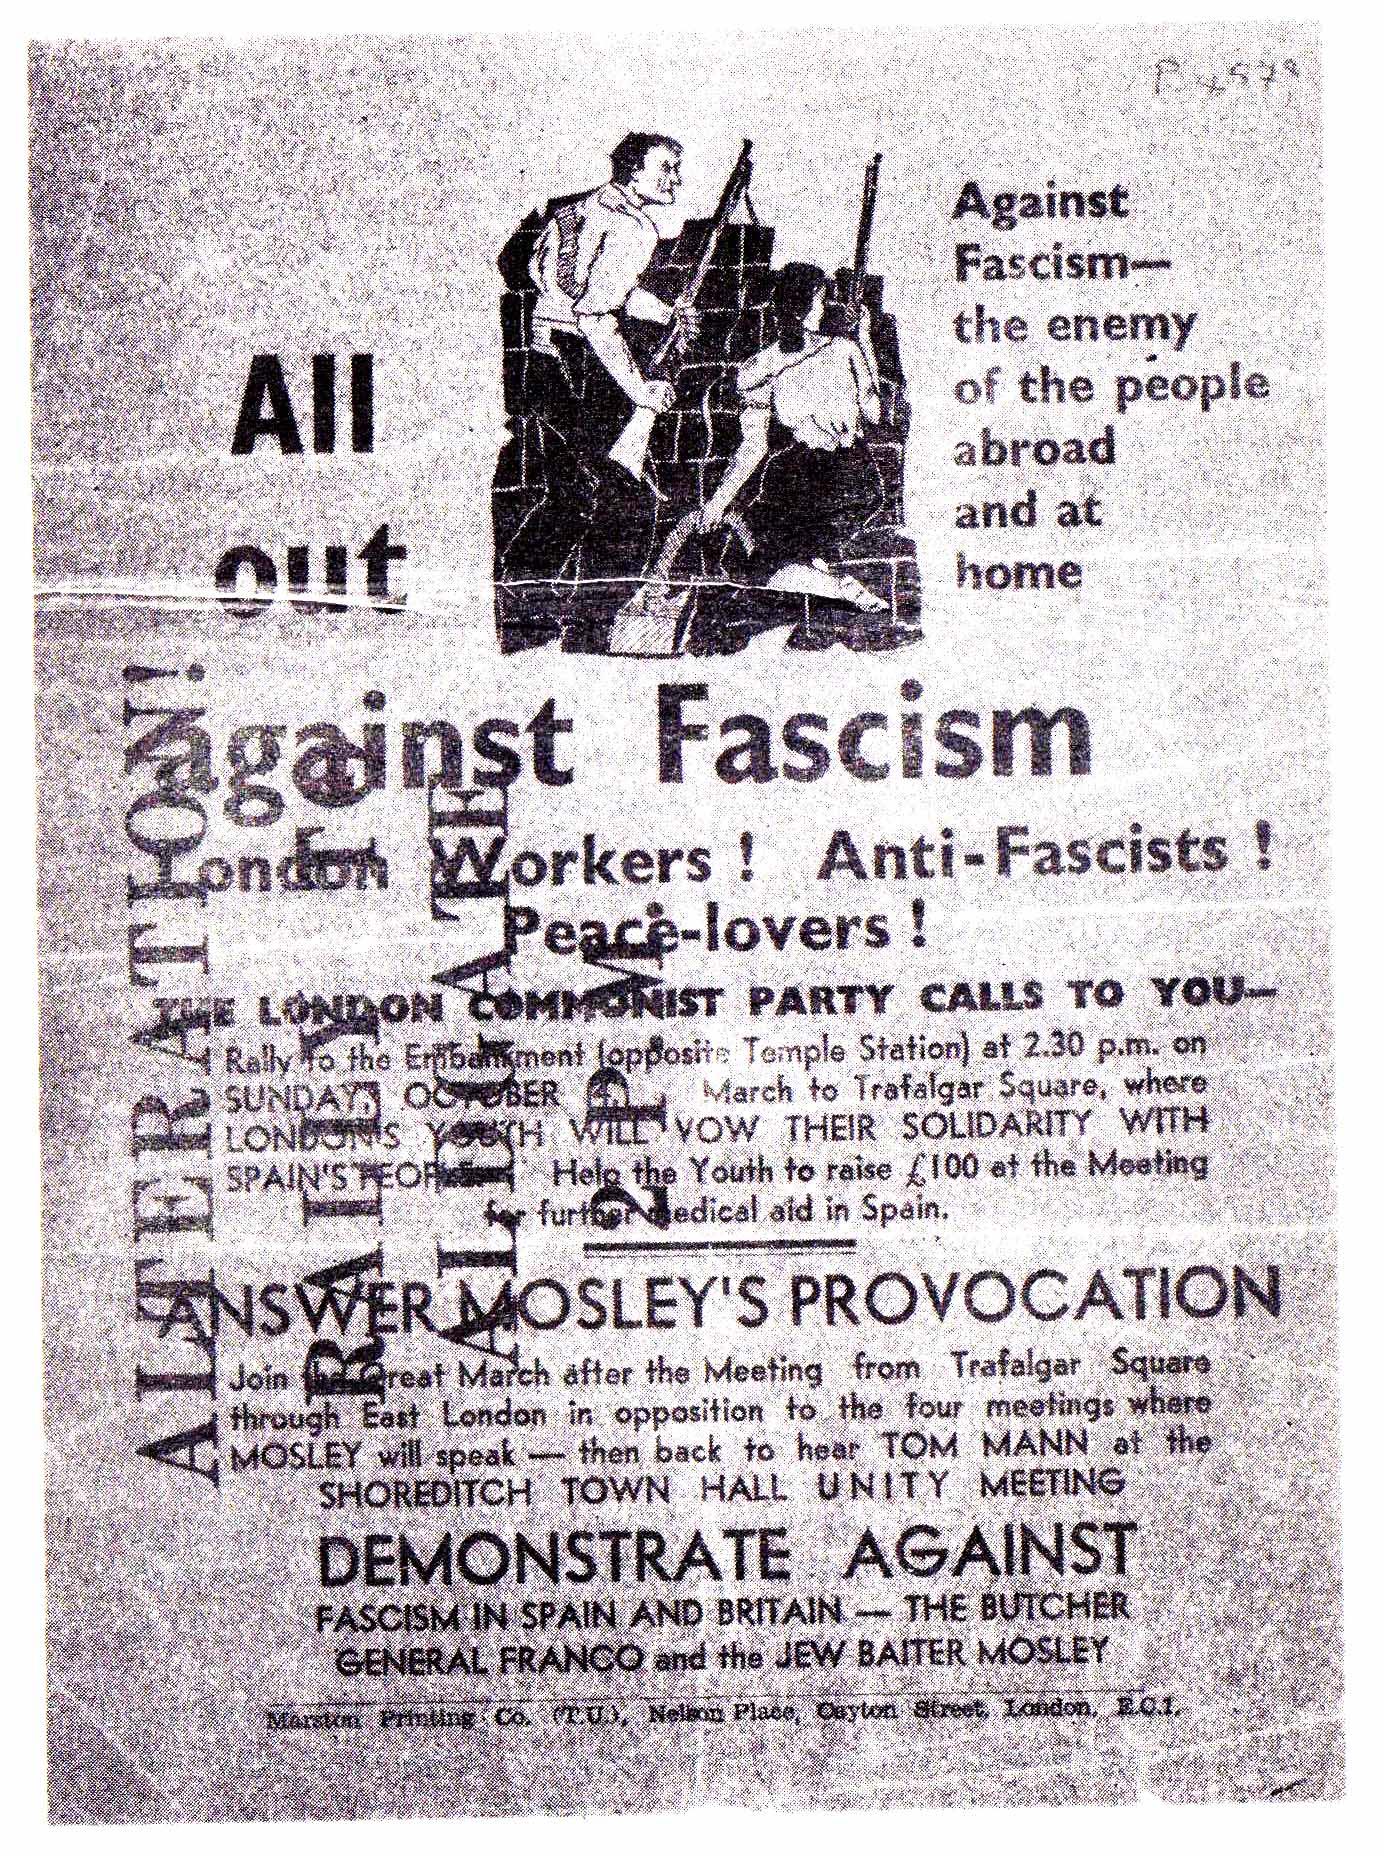 All
out
Against
Fascism—
the enemy
of the people
abroad
and at
home
against Fascism
London Workers ! Anti-Fascists !
Peace-lovers !
THE LONDON COMMUNIST PARTY CALLS TO YOU—
Rally to the Embankment (opposite Temple Station) at 2.30 p.m. on
SUNDAY, OCTOBER 4. March to Trafalgar Square, where
LONDON'S YOUTH WILL VOW THEIR SOLIDARITY WITH
SPAIN'S PEOPLE. Help the Youth to raise £100 at the Meeting
for further medical aid in Spain.
ANSWER MOSLEY'S PROVOCATION
Join the Great March after the Meeting from Trafalgar Square
through East London in opposition to the four meetings where
MOSLEY will speak — then back to hear TOM MANN at the
SHOREDITCH TOWN HALL UNITY MEETING
DEMONSTRATE AGAINST
FASCISM IN SPAIN AND BRITAIN — THE BUTCHER
GENERAL FRANCO and the JEW BAITER MOSLEY
Marston Printing Co. (T.U.), Nelson Place, Cayton Street, London, E.C.1.
ALTERATION!
RALLY TO
ALDGATE
2 P.M.